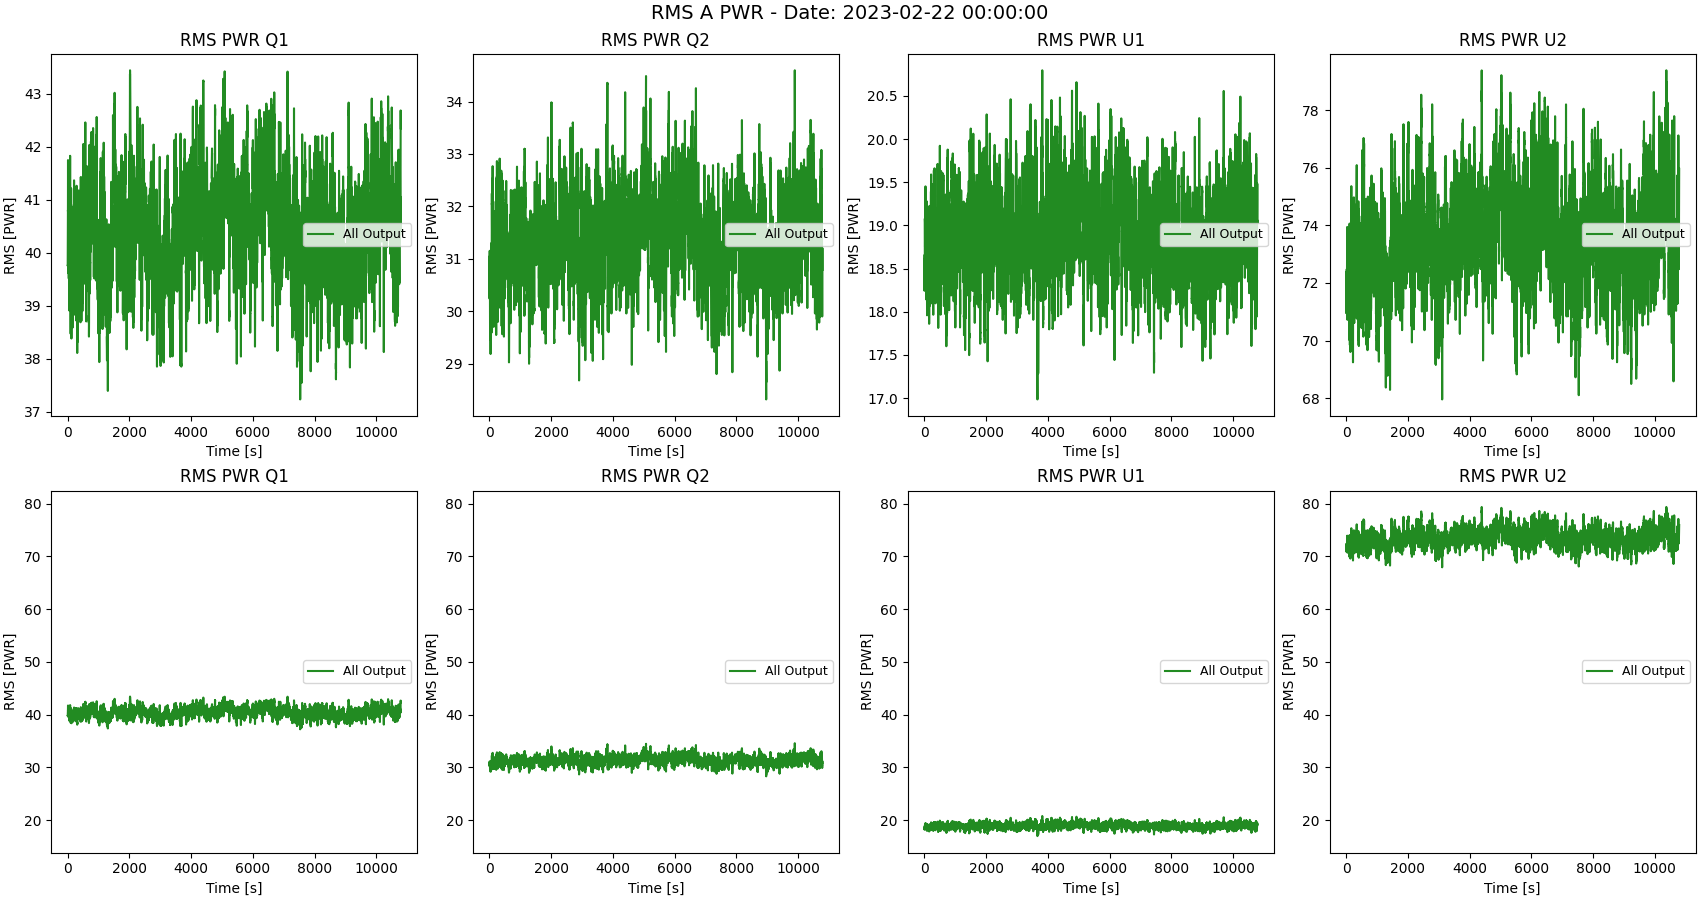 RMS A PWR - Date: 2023-02-22 00:00:00
RMS PWR Q1
RMS [PWR]
43
42
41
40
39
38
37
0 2000 4000 6000 8000 10000
Time [s]
All Output
RMS PWR Q2
RMS [PWR]
34
33
32
31
30
29
0 2000 4000 6000 8000 10000
Time [s]
All Output
RMS PWR U1
RMS [PWR]
20.5
20.0
19.5
19.0
18.5
18.0
17.5
17.0
0 2000 4000 6000 8000 10000
Time [s]
All Output
RMS PWR U2
RMS [PWR]
78
76
74
72
70
68
0 2000 4000 6000 8000 10000
Time [s]
All Output
RMS PWR Q1
RMS [PWR]
80
70
60
50
40
30
20
0 2000 4000 6000 8000 10000
Time [s]
All Output
RMS PWR Q2
RMS [PWR]
80
70
60
50
40
30
20
0 2000 4000 6000 8000 10000
Time [s]
All Output
RMS PWR U1
RMS [PWR]
80
70
60
50
40
30
20
0 2000 4000 6000 8000 10000
Time [s]
All Output
RMS PWR U2
RMS [PWR]
80
70
60
50
40
30
20
0 2000 4000 6000 8000 10000
Time [s]
All Output